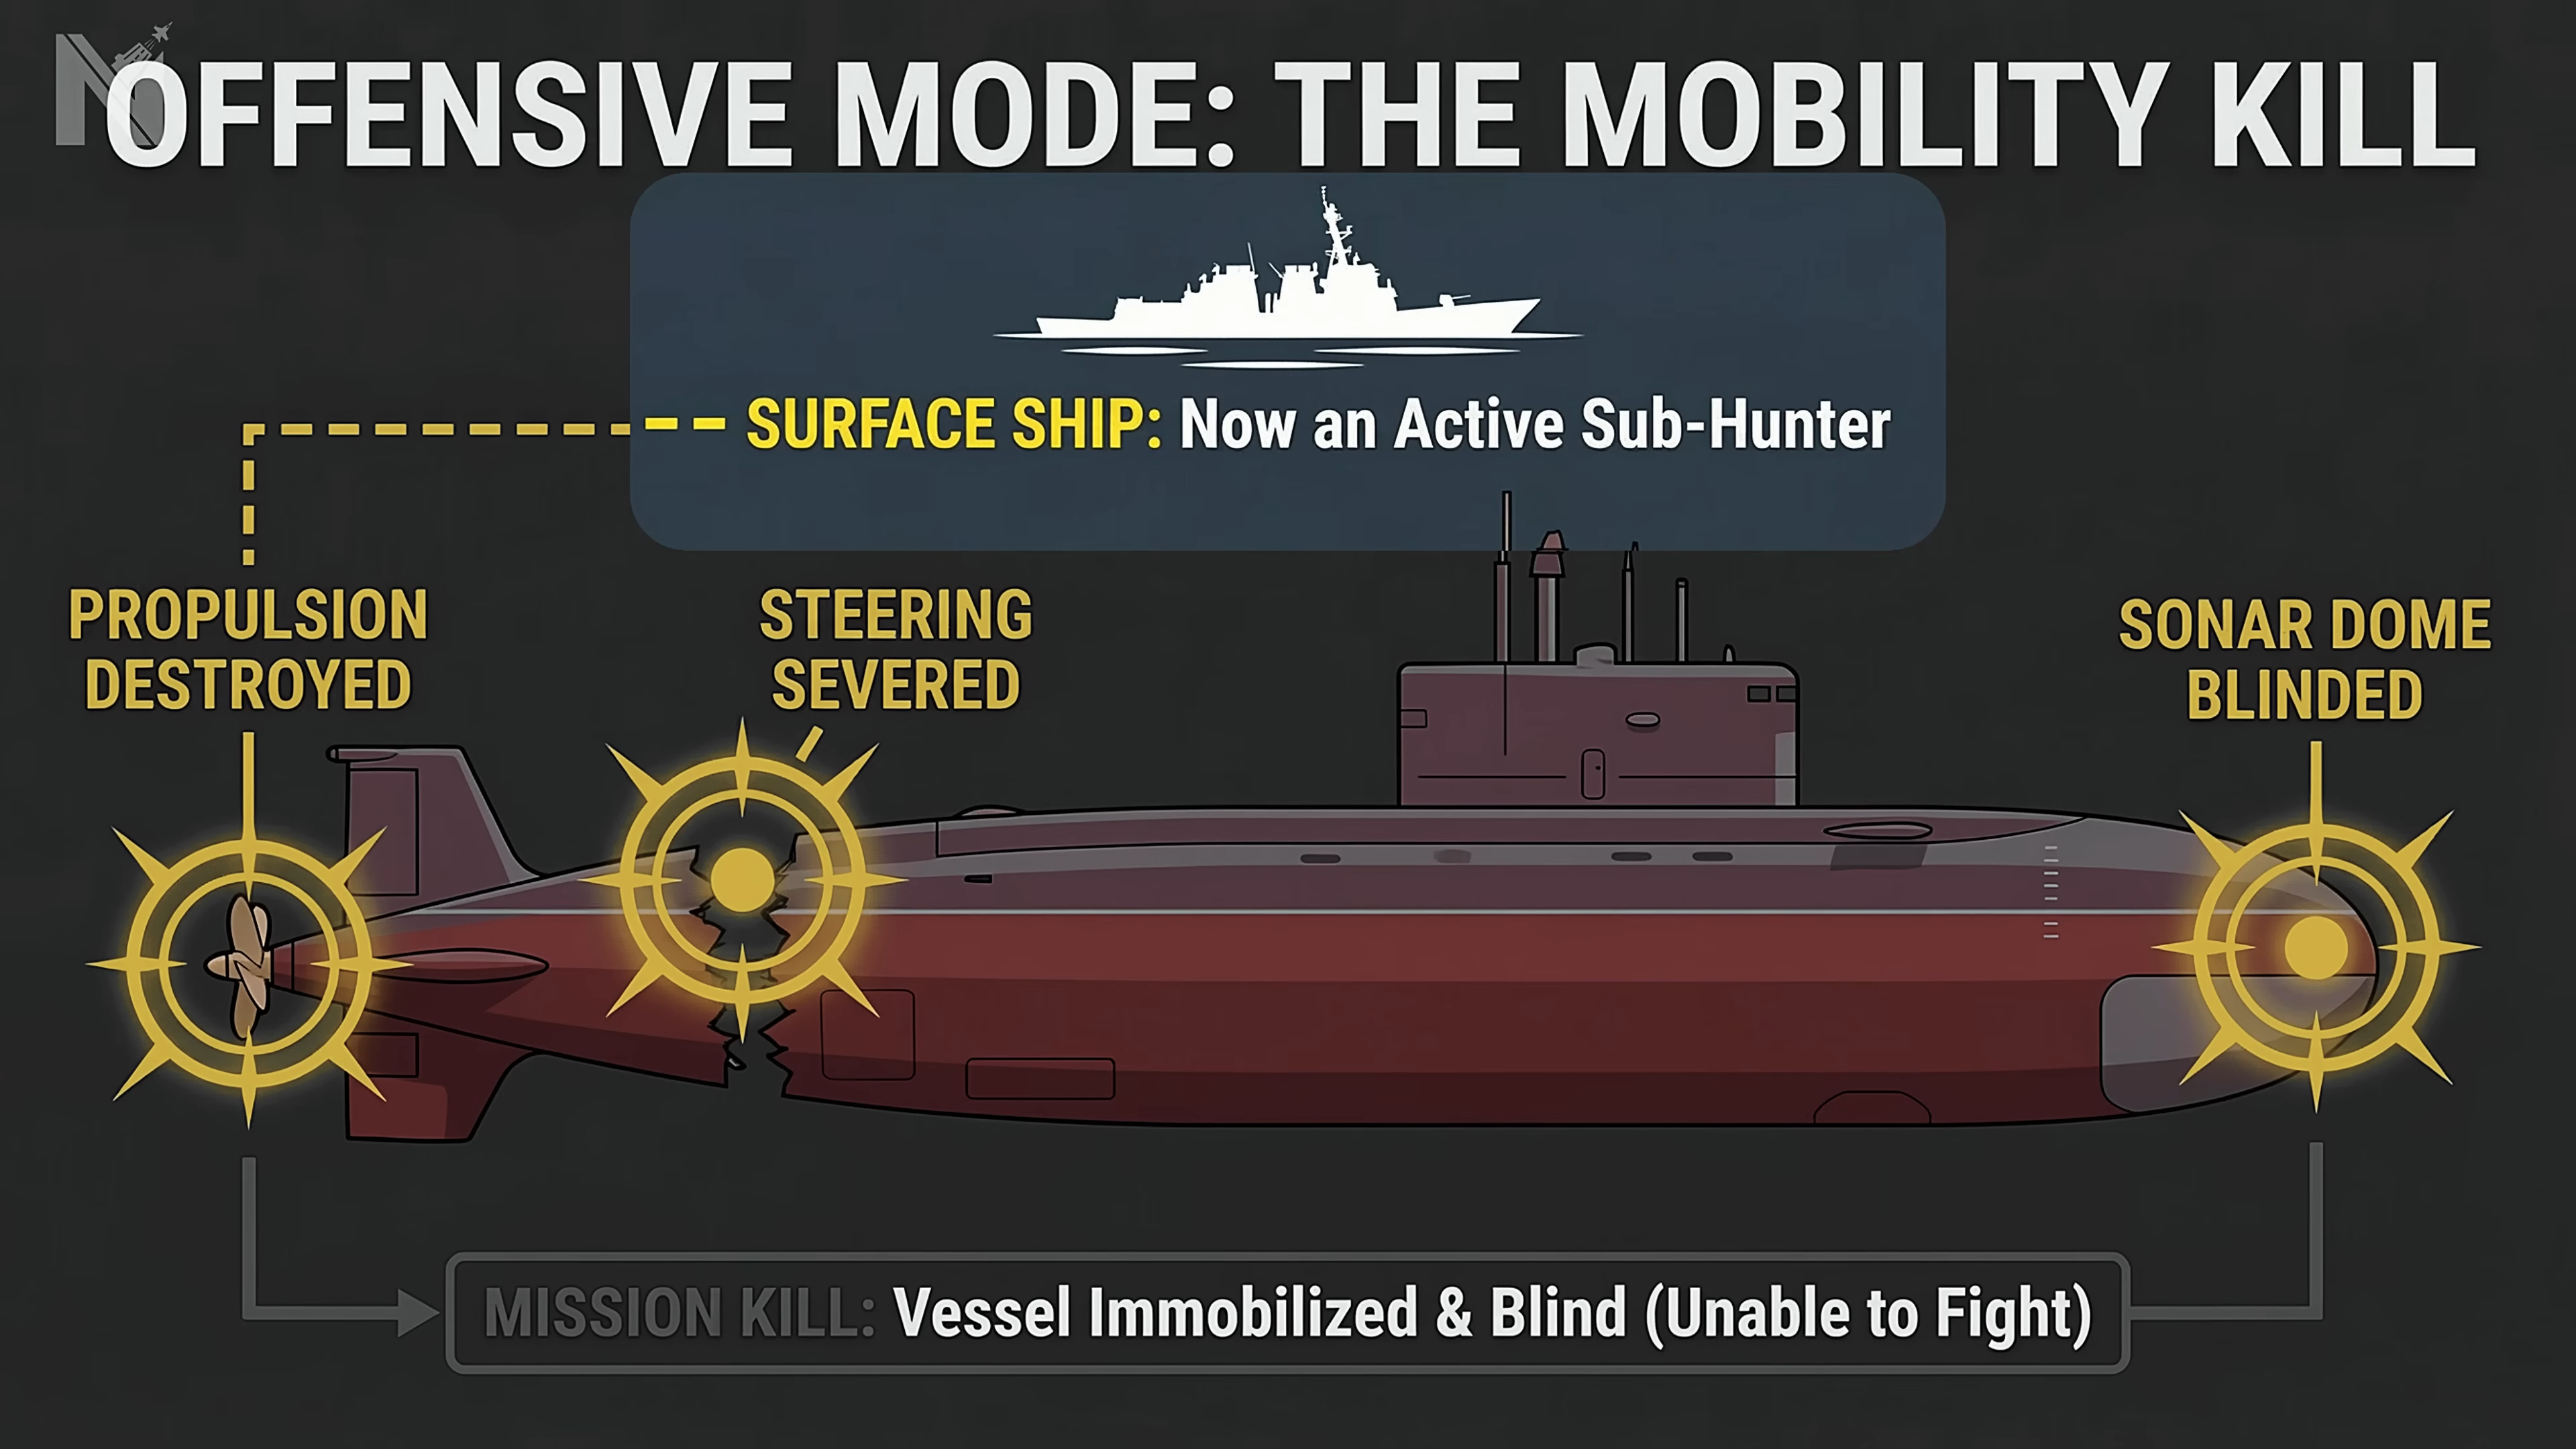 N
OFFENSIVE MODE: THE MOBILITY KILL
SURFACE SHIP: Now an Active Sub-Hunter
PROPULSION
DESTROYED
STEERING
SEVERED
SONAR DOME
BLINDED
MISSION KILL: Vessel Immobilized & Blind (Unable to Fight)